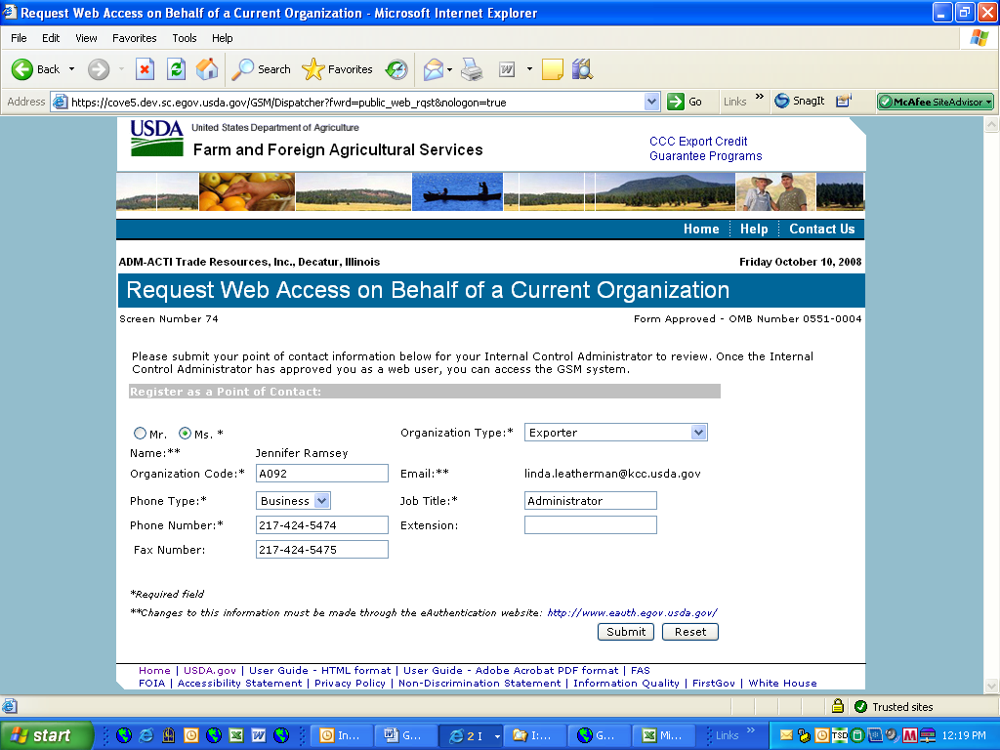 Request Web Access on Behalf of a Current Organization - Microsoft Internet Explorer
File Edit View Favorites Tools Help
Back Search Favorites W
Address https://cove5.dev.sc.egov.usda.gov/GSM/Dispatcher?fwrd=public_web_rqst&nologon=true Go Links » SnagIt McAfee SiteAdvisor
USDA United States Department of Agriculture
Farm and Foreign Agricultural Services
CCC Export Credit
Guarantee Programs
Home Help Contact Us
ADM-ACTI Trade Resources, Inc., Decatur, Illinois Friday October 10, 2008
Request Web Access on Behalf of a Current Organization
Screen Number 74 Form Approved - OMB Number 0551-0004
Please submit your point of contact information below for your Internal Control Administrator to review. Once the Internal
Control Administrator has approved you as a web user, you can access the GSM system.
Register as a Point of Contact:
Mr. Ms. * Organization Type:* Exporter
Name:** Jennifer Ramsey
Organization Code:* A092 Email:** linda.leatherman@kcc.usda.gov
Phone Type:* Business Job Title:* Administrator
Phone Number:* 217-424-5474 Extension:
Fax Number: 217-424-5475
*Required field
**Changes to this information must be made through the eAuthentication website: http://www.eauth.egov.usda.gov/
Submit Reset
Home | USDA.gov | User Guide - HTML format | User Guide - Adobe Acrobat PDF format | FAS
FOIA | Accessibility Statement | Privacy Policy | Non-Discrimination Statement | Information Quality | FirstGov | White House
Trusted sites
start In... G... 2 I I:... G... Mi... Links » TSD 12:19 PM